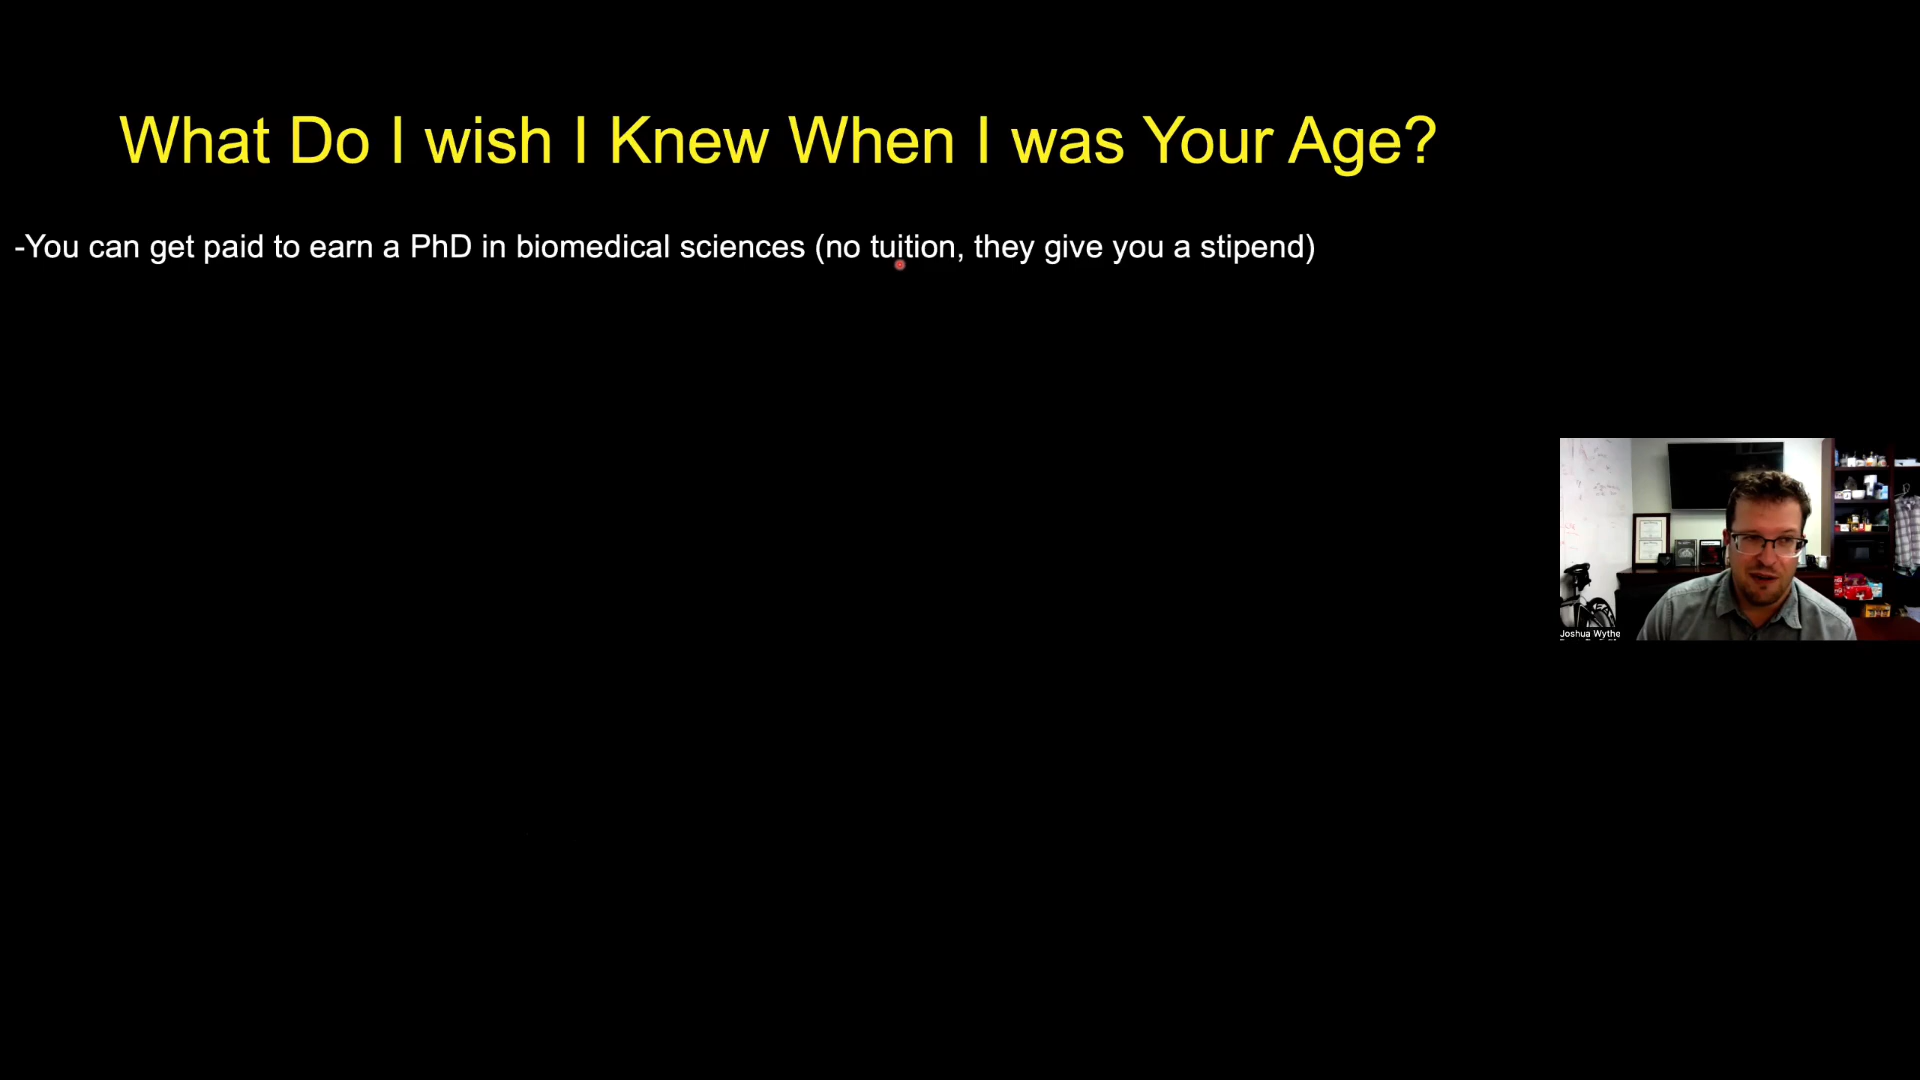 What Do I wish I Knew When I was Your Age?
-You can get paid to earn a PhD in biomedical sciences (no tuition, they give you a stipend)
Joshua Wythe